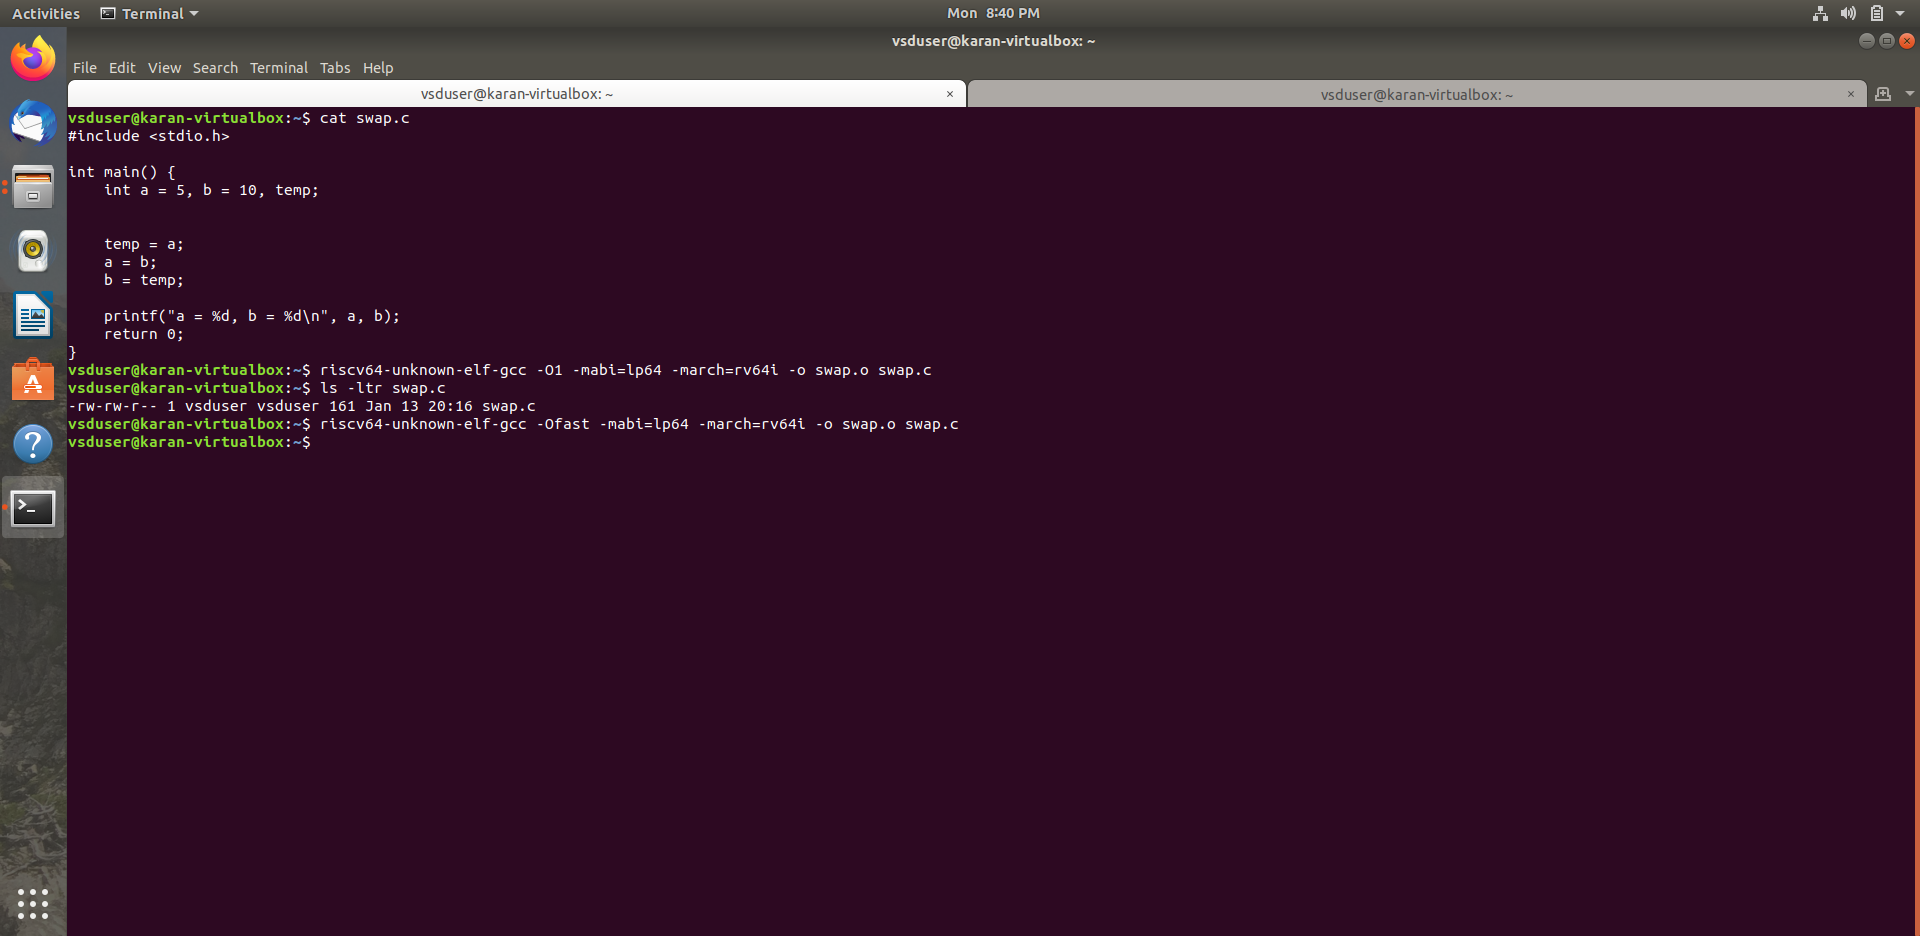 Activities Terminal Mon 8:40 PM
vsduser@karan-virtualbox: ~
File Edit View Search Terminal Tabs Help
vsduser@karan-virtualbox: ~ × vsduser@karan-virtualbox: ~ ×
vsduser@karan-virtualbox:~$ cat swap.c
#include <stdio.h>
int main() {
    int a = 5, b = 10, temp;
    temp = a;
    a = b;
    b = temp;
    printf("a = %d, b = %d\n", a, b);
    return 0;
}
vsduser@karan-virtualbox:~$ riscv64-unknown-elf-gcc -O1 -mabi=lp64 -march=rv64i -o swap.o swap.c
vsduser@karan-virtualbox:~$ ls -ltr swap.c
-rw-rw-r-- 1 vsduser vsduser 161 Jan 13 20:16 swap.c
vsduser@karan-virtualbox:~$ riscv64-unknown-elf-gcc -Ofast -mabi=lp64 -march=rv64i -o swap.o swap.c
vsduser@karan-virtualbox:~$